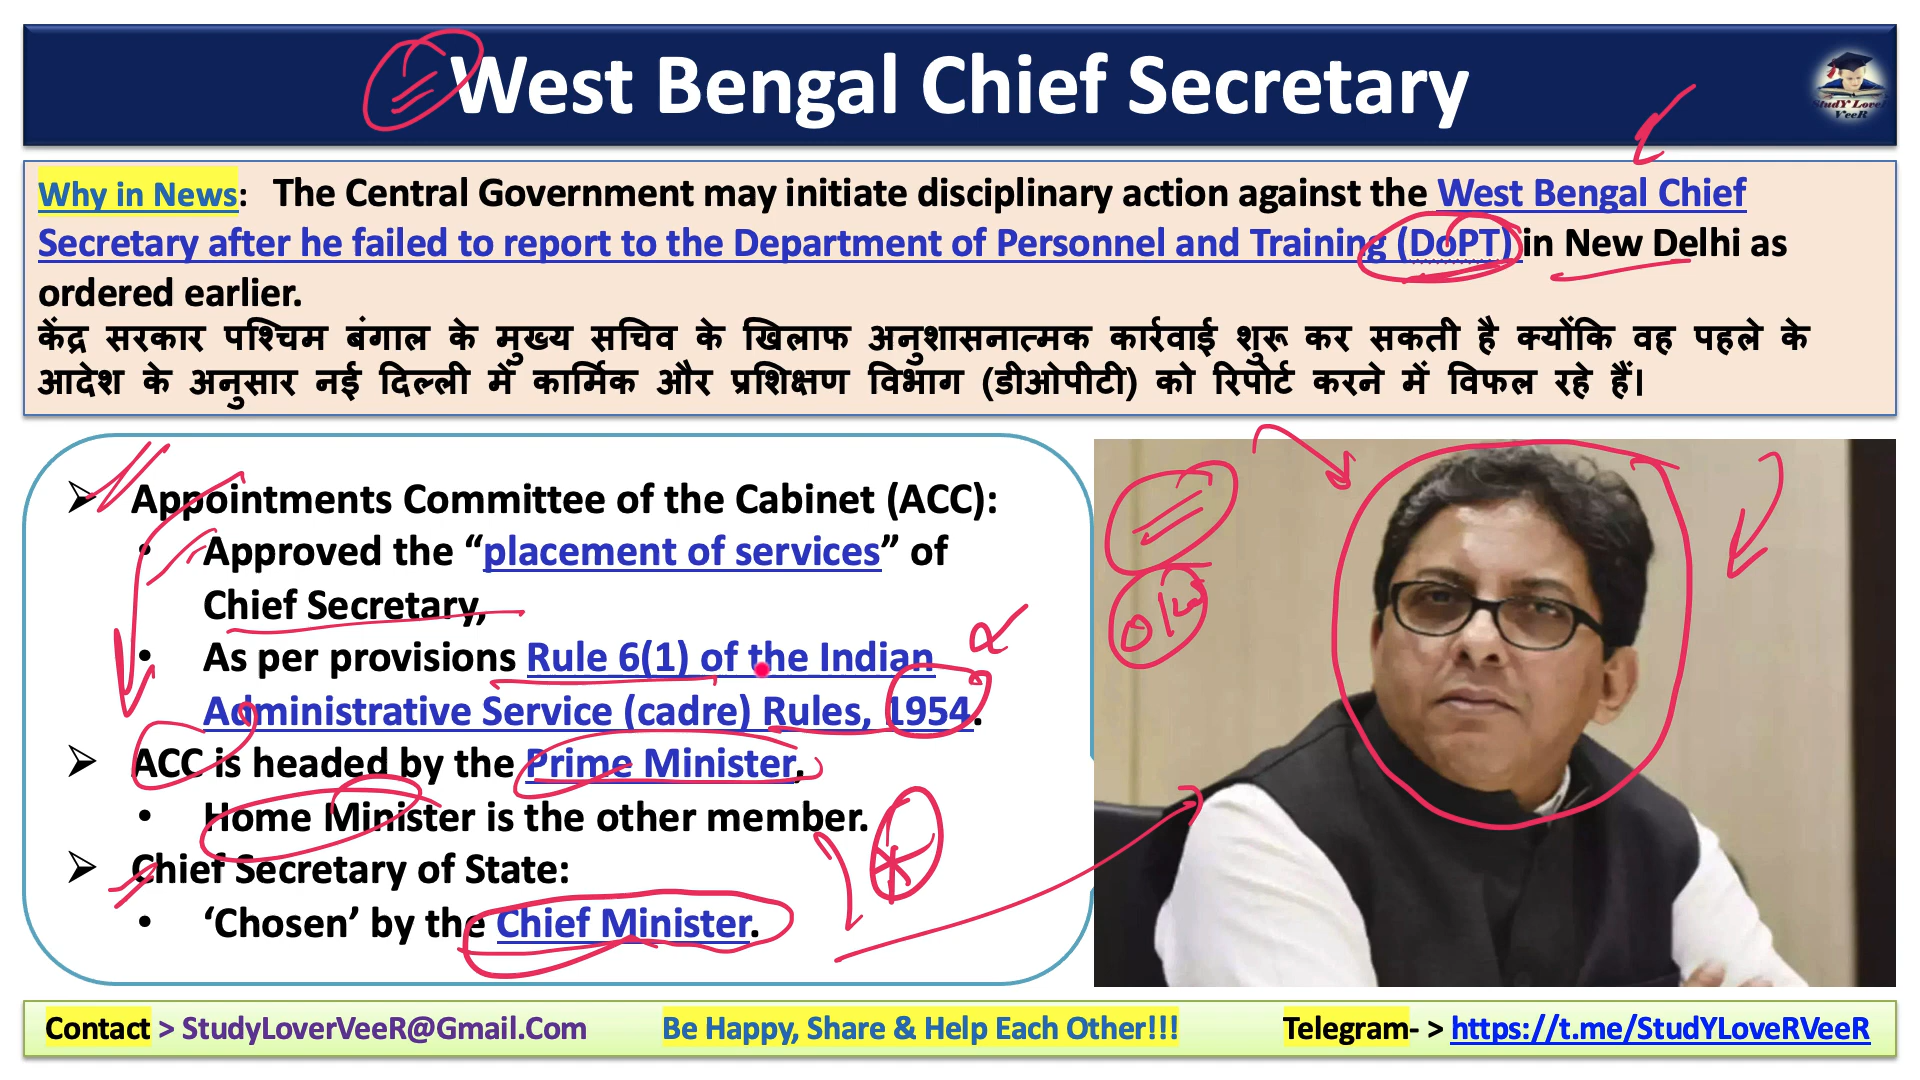 West Bengal Chief Secretary
StudY LoveR
VeeR
Why in News: The Central Government may initiate disciplinary action against the West Bengal Chief
Secretary after he failed to report to the Department of Personnel and Training (DoPT) in New Delhi as
ordered earlier.
केंद्र सरकार पश्चिम बंगाल के मुख्य सचिव के खिलाफ अनुशासनात्मक कार्रवाई शुरू कर सकती है क्योंकि वह पहले के
आदेश के अनुसार नई दिल्ली में कार्मिक और प्रशिक्षण विभाग (डीओपीटी) को रिपोर्ट करने में विफल रहे हैं।
➢ Appointments Committee of the Cabinet (ACC):
• Approved the “placement of services” of
Chief Secretary,
• As per provisions Rule 6(1) of the Indian
Administrative Service (cadre) Rules, 1954.
➢ ACC is headed by the Prime Minister.
• Home Minister is the other member.
➢ Chief Secretary of State:
• ‘Chosen’ by the Chief Minister.
Contact > StudyLoverVeeR@Gmail.Com Be Happy, Share & Help Each Other!!! Telegram- > https://t.me/StudYLoveRVeeR